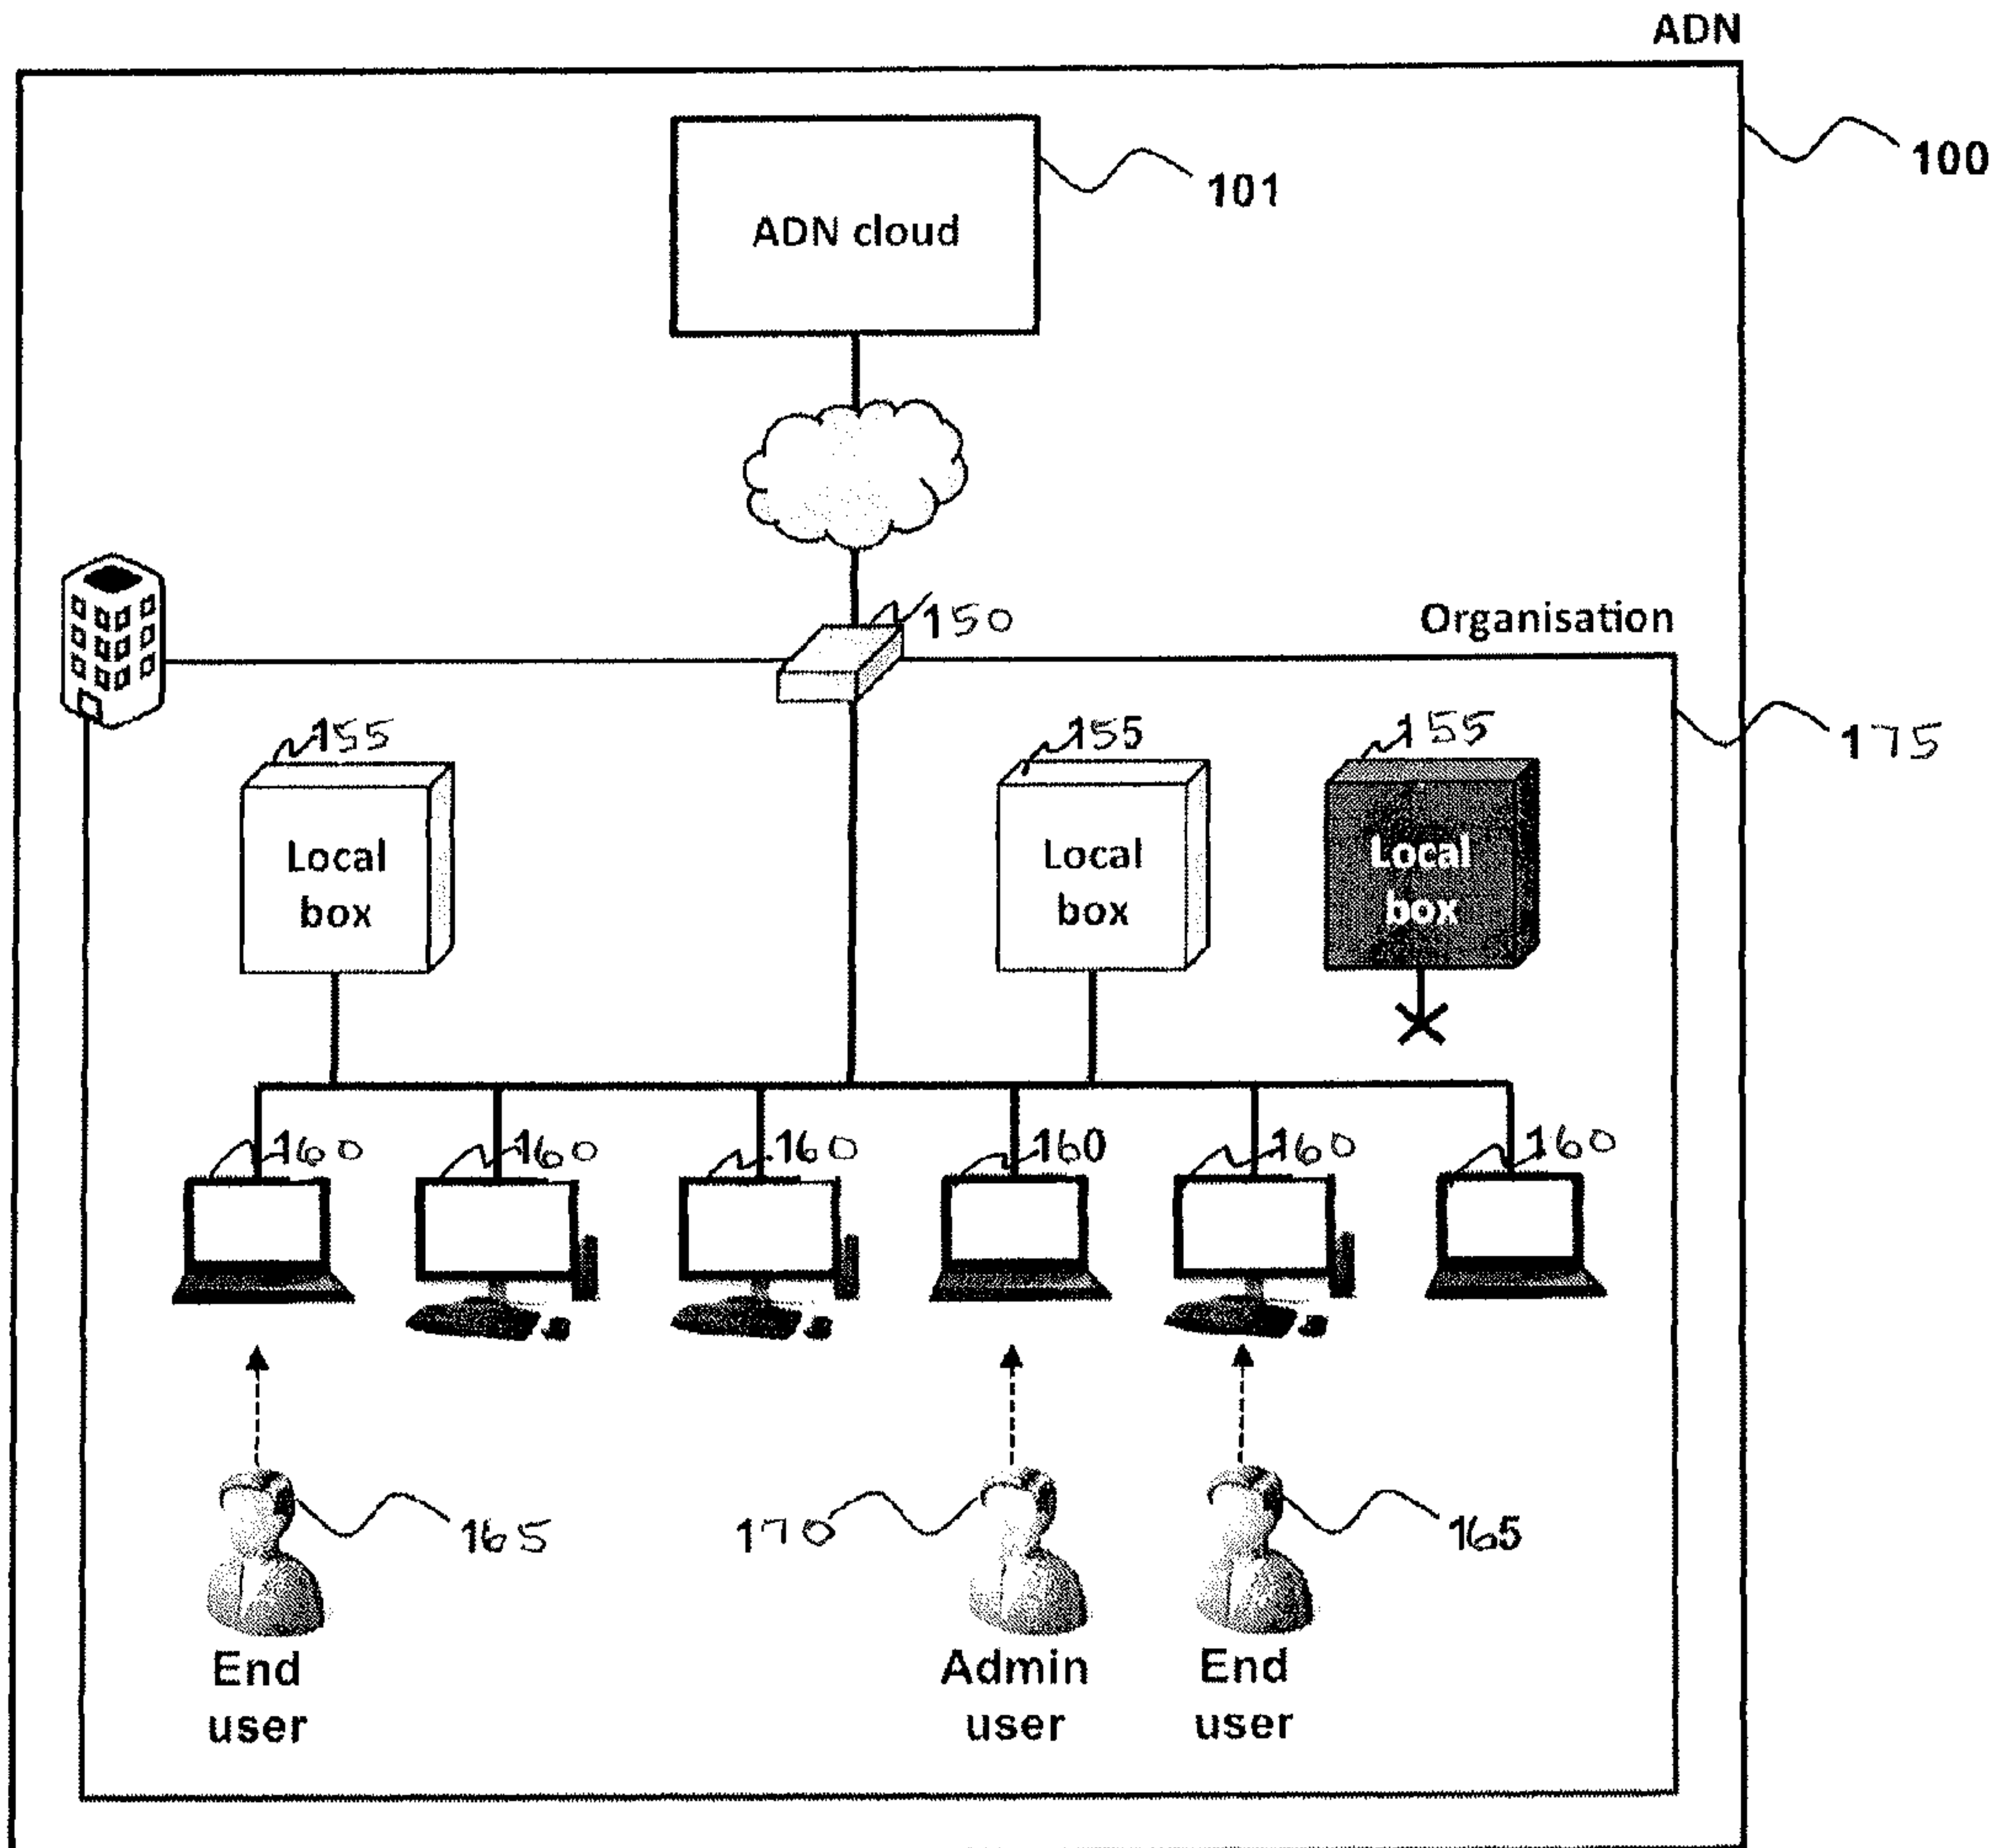 ADN
100
101
ADN cloud
150
Organisation
175
155
155
155
Local
box
Local
box
Local
box
160
160
160
160
160
160
165
170
165
End
user
Admin
user
End
user